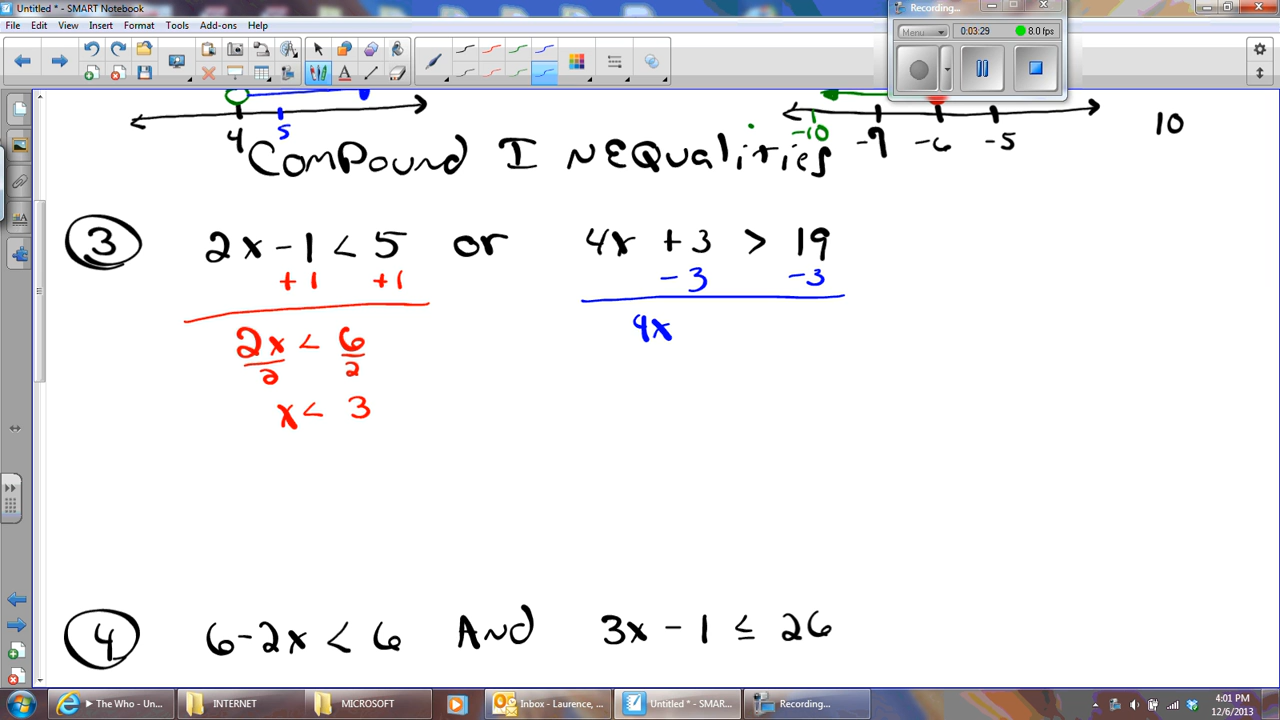 Untitled * - SMART Notebook
Recording...
File Edit View Insert Format Tools Add-ons Help
Menu 0:03:29 8.0 fps
4 5 -10 -7 -6 -5 10
Compound INEQualities
3 2x - 1 < 5 or 4x + 3 > 19
+1 +1 -3 -3
2x < 6 4x
2 2
x < 3
4 6-2x < 6 And 3x - 1 ≤ 26
The Who - Un... INTERNET MICROSOFT Inbox - Laurence, ... Untitled * - SMAR... Recording... 4:01 PM
12/6/2013